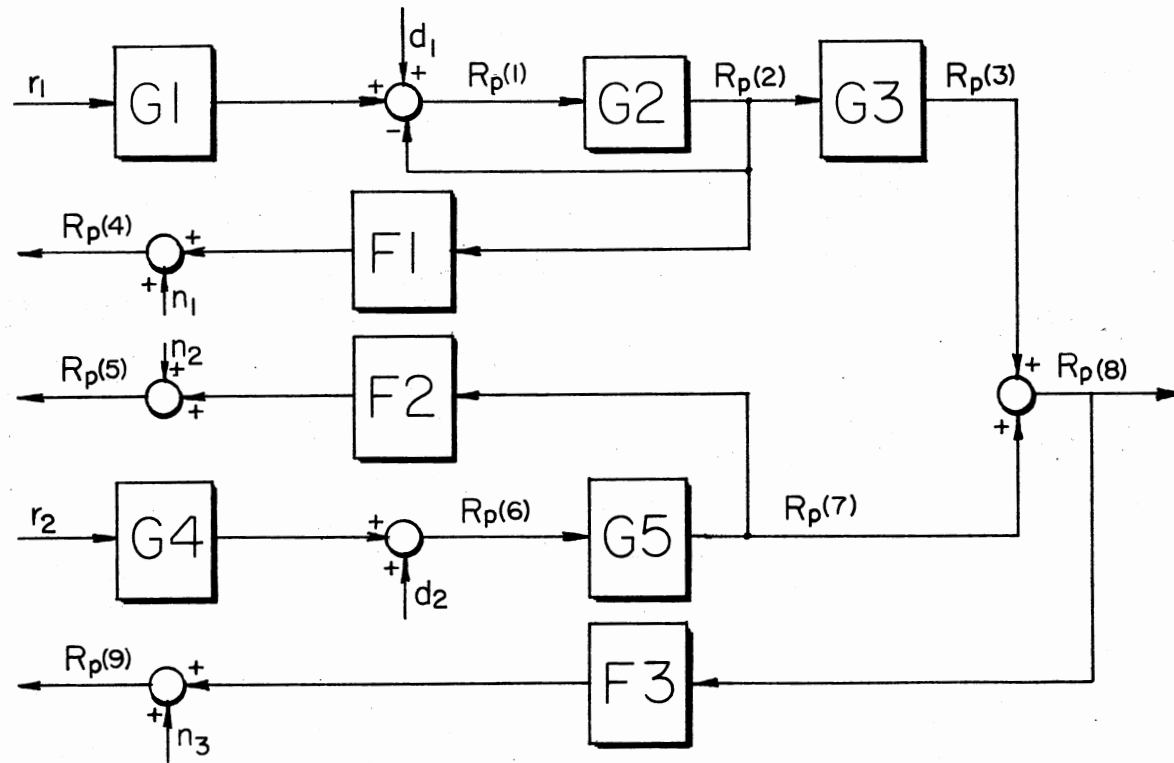 d₁
r₁ G1 + + - Rp(1) G2 Rp(2) G3 Rp(3)
Rp(4) + + n₁ F1
Rp(5) n₂ + + F2
+ + Rp(8)
r₂ G4 + + d₂ Rp(6) G5 Rp(7)
Rp(9) + + n₃ F3